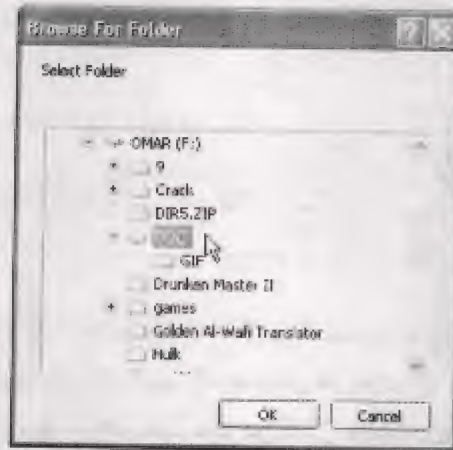 Browse For Folder
Select Folder
OMAR (F:)
9
Crack
DIRS.ZIP
GIF
Drunken Master II
games
Golden Al-Wafi Translator
Hulk
OK
Cancel